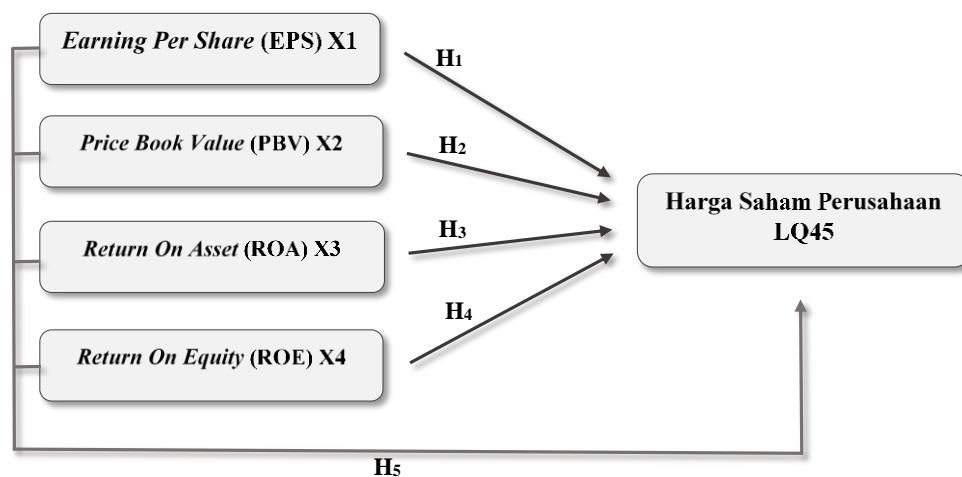 Earning Per Share (EPS) X1
H1
Price Book Value (PBV) X2
H2
Harga Saham Perusahaan
LQ45
Return On Asset (ROA) X3
H3
Return On Equity (ROE) X4
H4
H5